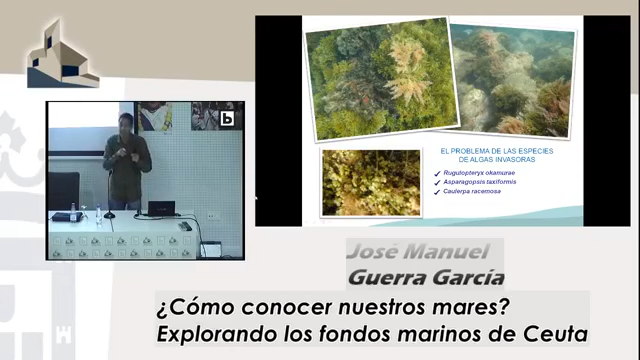 b
EL PROBLEMA DE LAS ESPECIES
DE ALGAS INVASORAS
✓ Rugulopteryx okamurae
✓ Asparagopsis taxiformis
✓ Caulerpa racemosa
José Manuel
Guerra García
¿Cómo conocer nuestros mares?
Explorando los fondos marinos de Ceuta